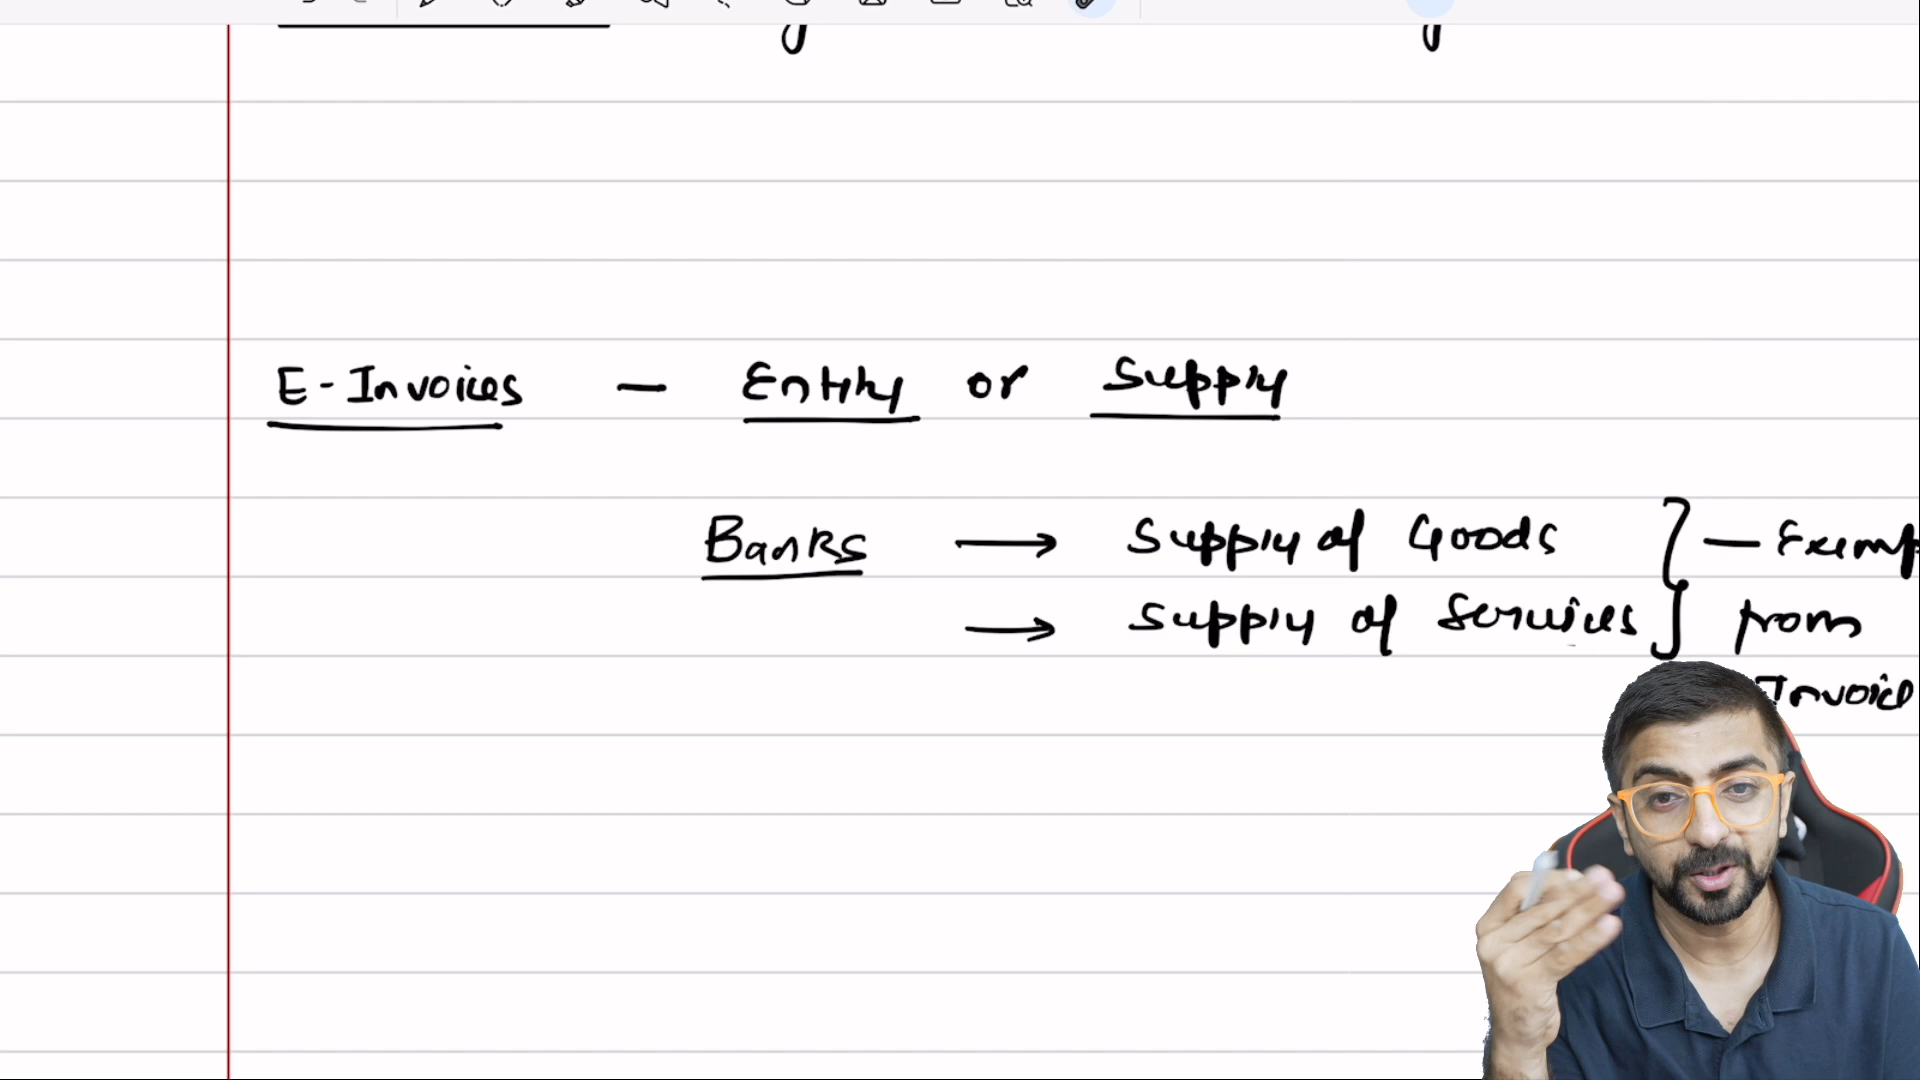 E-Invoices — Entity or Supply
Banks → Supply of Goods } — Exemp
→ Supply of Services from
Invoice